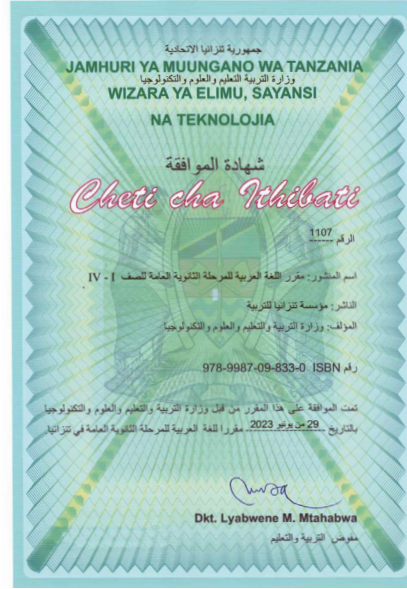 جمهورية تنزانيا الاتحادية
JAMHURI YA MUUNGANO WA TANZANIA
وزارة التربية التعليم والعلوم والتكنولوجيا
WIZARA YA ELIMU, SAYANSI
NA TEKNOLOJIA
شهادة الموافقة
Cheti cha Ithibati
الرقم 1107
اسم المنشور: مقرر اللغة العربية للمرحلة الثانوية العامة للصف I - IV
الناشر: مؤسسة تنزانيا للتربية
المؤلف: وزارة التربية والتعليم والعلوم والتكنولوجيا
رقم ISBN 978-9987-09-833-0
تمت الموافقة على هذا المقرر من قبل وزارة التربية والتعليم والعلوم والتكنولوجيا
بالتاريخ 29 من يونيو 2023 مقررا للغة العربية للمرحلة الثانوية العامة في تنزانيا.
Dkt. Lyabwene M. Mtahabwa
مفوض التربية والتعليم